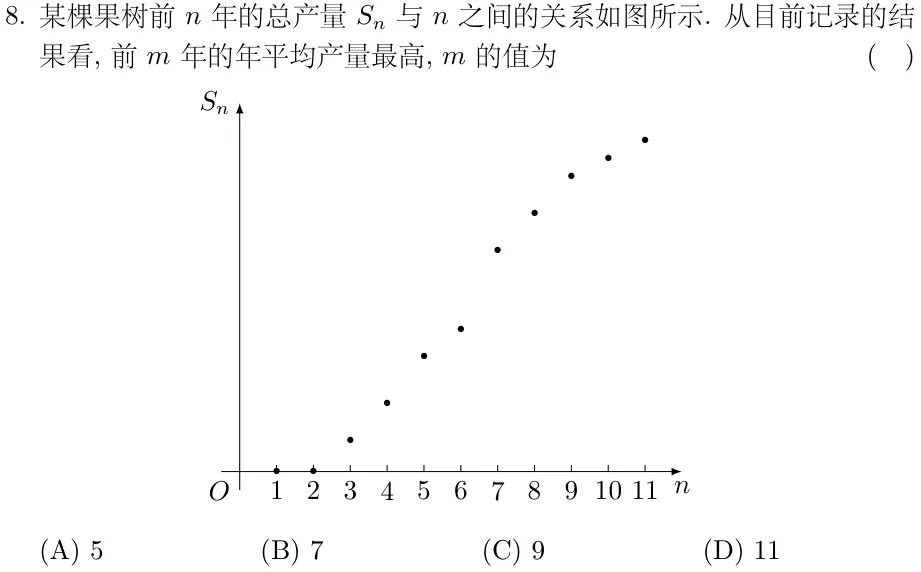 8. 某棵果树前 n 年的总产量 Sₙ 与 n 之间的关系如图所示. 从目前记录的结
果看, 前 m 年的年平均产量最高, m 的值为 ( )
Sₙ
O 1 2 3 4 5 6 7 8 9 10 11 n
(A) 5 (B) 7 (C) 9 (D) 11